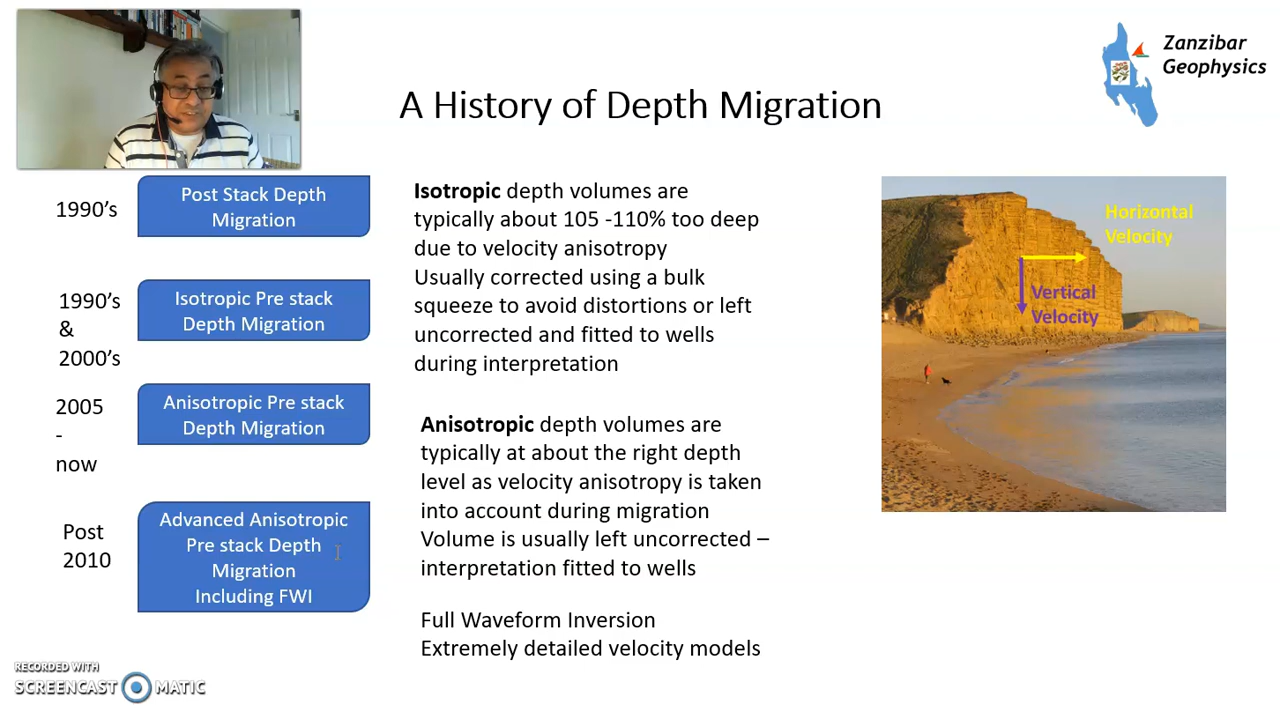 Zanzibar
Geophysics
A History of Depth Migration
1990’s
Post Stack Depth
Migration
1990’s
&
2000’s
Isotropic Pre stack
Depth Migration
2005
-
now
Anisotropic Pre stack
Depth Migration
Post
2010
Advanced Anisotropic
Pre stack Depth
Migration
Including FWI
Isotropic depth volumes are
typically about 105 -110% too deep
due to velocity anisotropy
Usually corrected using a bulk
squeeze to avoid distortions or left
uncorrected and fitted to wells
during interpretation
Anisotropic depth volumes are
typically at about the right depth
level as velocity anisotropy is taken
into account during migration
Volume is usually left uncorrected –
interpretation fitted to wells
Full Waveform Inversion
Extremely detailed velocity models
Horizontal
Velocity
Vertical
Velocity
RECORDED WITH
SCREENCAST MATIC